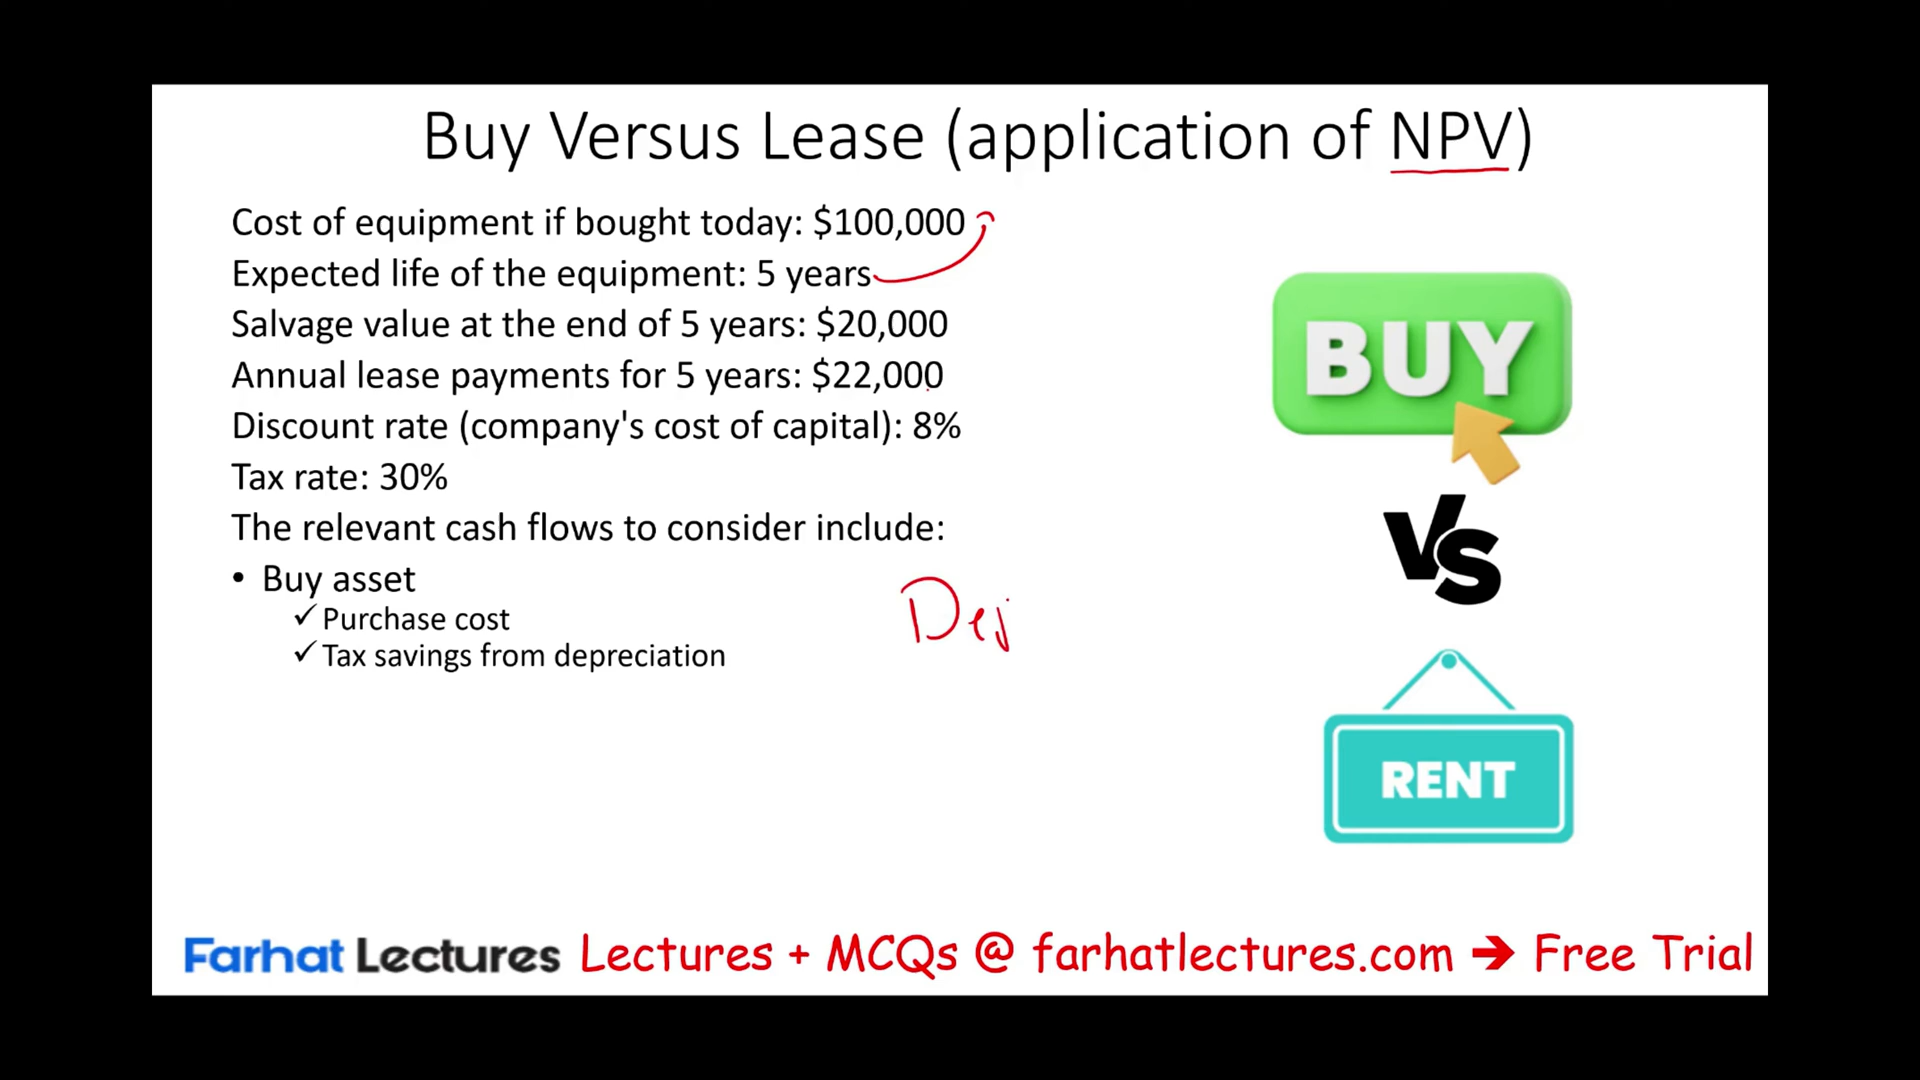 Buy Versus Lease (application of NPV)
Cost of equipment if bought today: $100,000
Expected life of the equipment: 5 years
Salvage value at the end of 5 years: $20,000
Annual lease payments for 5 years: $22,000
Discount rate (company's cost of capital): 8%
Tax rate: 30%
The relevant cash flows to consider include:
• Buy asset
✓ Purchase cost
✓ Tax savings from depreciation
BUY
VS
RENT
Farhat Lectures Lectures + MCQs @ farhatlectures.com ➔ Free Trial